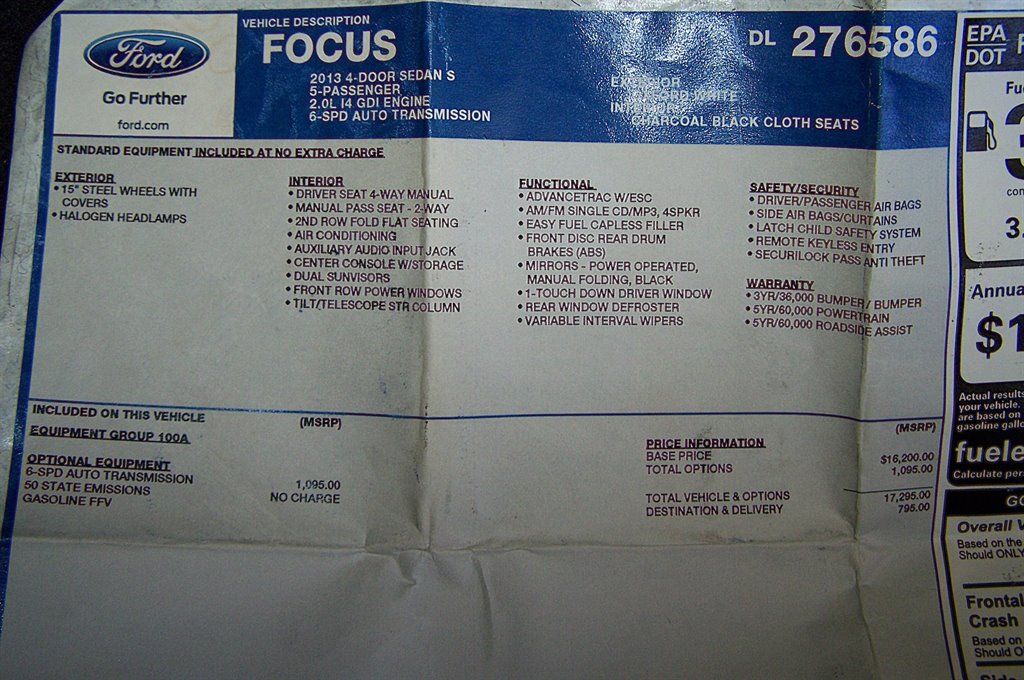 Ford
Go Further
ford.com
VEHICLE DESCRIPTION
FOCUS
2013 4-DOOR SEDAN S
5-PASSENGER
2.0L I4 GDI ENGINE
6-SPD AUTO TRANSMISSION
DL 276586
EXTERIOR
WHITE
CHARCOAL BLACK CLOTH SEATS
STANDARD EQUIPMENT INCLUDED AT NO EXTRA CHARGE
EXTERIOR
• 15" STEEL WHEELS WITH
COVERS
• HALOGEN HEADLAMPS
INTERIOR
• DRIVER SEAT 4-WAY MANUAL
• MANUAL PASS SEAT - 2-WAY
• 2ND ROW FOLD FLAT SEATING
• AIR CONDITIONING
• AUXILIARY AUDIO INPUT JACK
• CENTER CONSOLE W/STORAGE
• DUAL SUNVISORS
• FRONT ROW POWER WINDOWS
• TILT/TELESCOPE STR COLUMN
FUNCTIONAL
• ADVANCETRAC W/ESC
• AM/FM SINGLE CD/MP3, 4SPKR
• EASY FUEL CAPLESS FILLER
• FRONT DISC REAR DRUM
BRAKES (ABS)
• MIRRORS - POWER OPERATED,
MANUAL FOLDING, BLACK
• 1-TOUCH DOWN DRIVER WINDOW
• REAR WINDOW DEFROSTER
• VARIABLE INTERVAL WIPERS
SAFETY/SECURITY
• DRIVER/PASSENGER AIR BAGS
• SIDE AIR BAGS/CURTAINS
• LATCH CHILD SAFETY SYSTEM
• REMOTE KEYLESS ENTRY
• SECURILOCK PASS ANTI THEFT
WARRANTY
• 3YR/36,000 BUMPER / BUMPER
• 5YR/60,000 POWERTRAIN
• 5YR/60,000 ROADSIDE ASSIST
INCLUDED ON THIS VEHICLE
(MSRP)
EQUIPMENT GROUP 100A
OPTIONAL EQUIPMENT
6-SPD AUTO TRANSMISSION 1,095.00
50 STATE EMISSIONS NO CHARGE
GASOLINE FFV
(MSRP)
PRICE INFORMATION
BASE PRICE $16,200.00
TOTAL OPTIONS 1,095.00
TOTAL VEHICLE & OPTIONS 17,295.00
DESTINATION & DELIVERY 795.00
EPA
DOT
Fu
3
com
3.
Annua
$1
Actual results
your vehicle.
are based on
gasoline gallo
fuele
Calculate per
GO
Overall V
Based on the
Should ONLY
Frontal
Crash
Based on
Should O